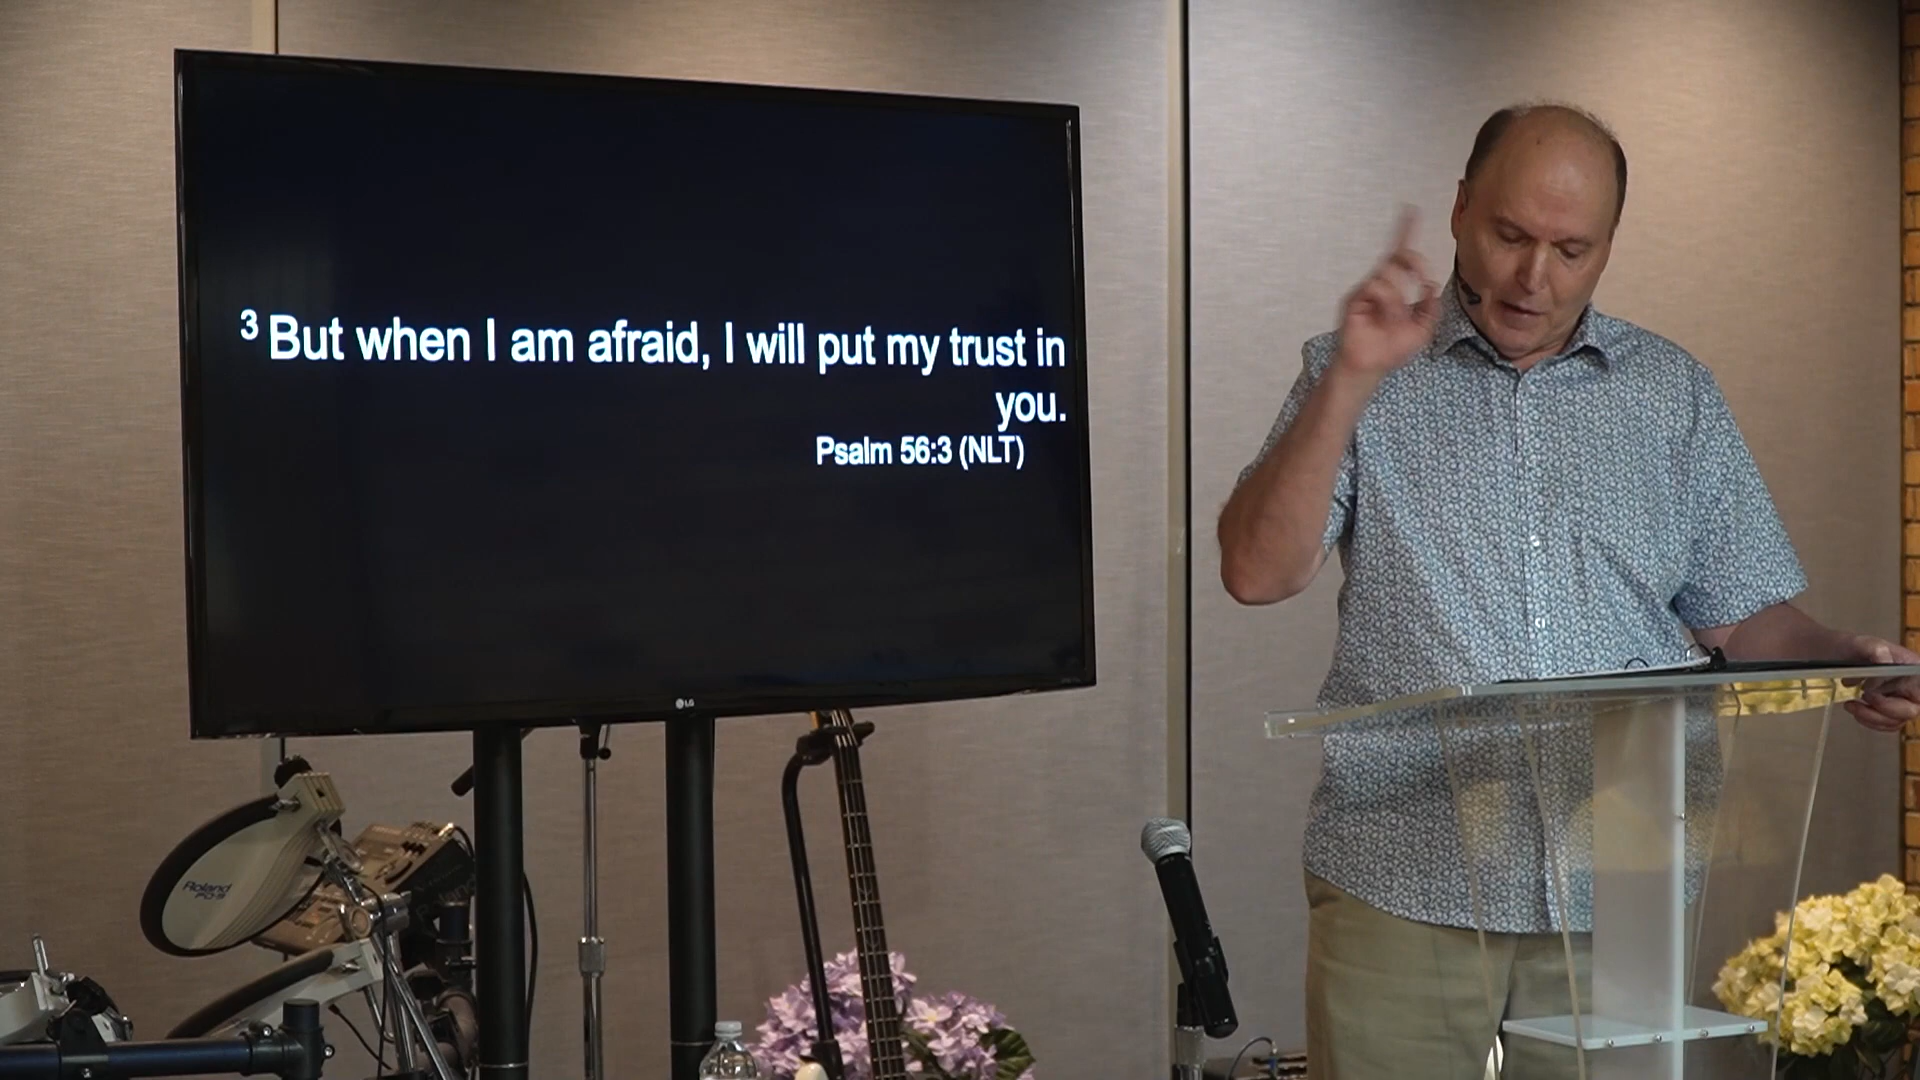 3 But when I am afraid, I will put my trust in
you.
Psalm 56:3 (NLT)
LG
Roland